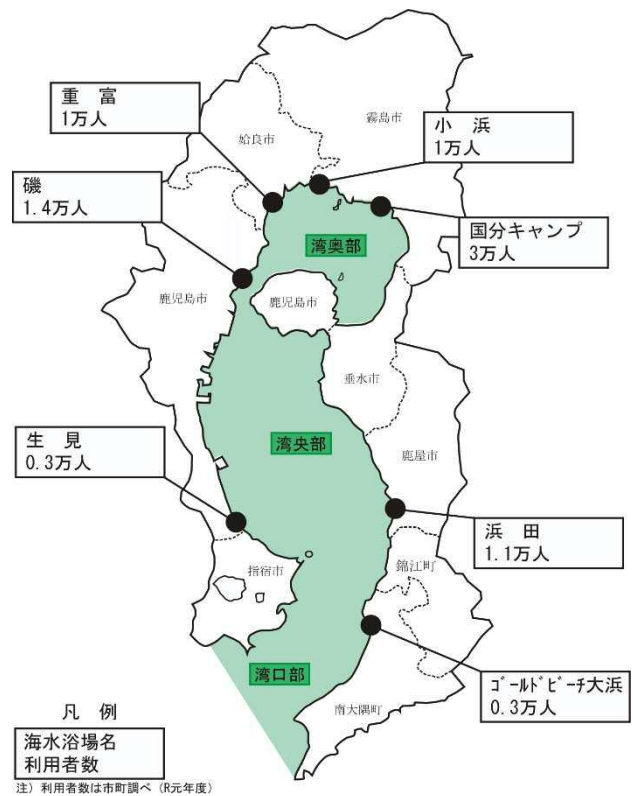 重 富
1万人
霧島市
姶良市
小 浜
1万人
磯
1.4万人
国分キャンプ
3万人
湾奥部
鹿児島市
鹿児島市
垂水市
生 見
0.3万人
湾央部
鹿屋市
浜 田
1.1万人
錦江町
指宿市
湾口部
ｺﾞｰﾙﾄﾞﾋﾞｰﾁ大浜
0.3万人
南大隅町
凡 例
海水浴場名
利用者数
注）利用者数は市町調べ（R元年度）